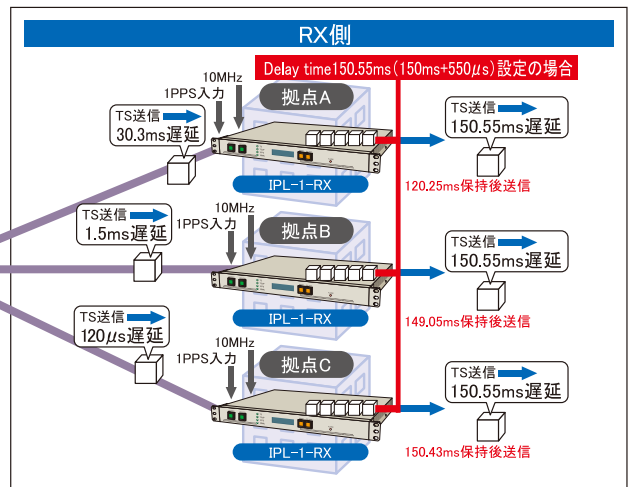 RX側
Delay time150.55ms(150ms+550μs)設定の場合
10MHz
1PPS入力
拠点A
TS送信
30.3ms遅延
IPL-1-RX
TS送信
150.55ms遅延
120.25ms保持後送信
10MHz
1PPS入力
拠点B
TS送信
1.5ms遅延
IPL-1-RX
TS送信
150.55ms遅延
149.05ms保持後送信
10MHz
1PPS入力
拠点C
TS送信
120μs遅延
IPL-1-RX
TS送信
150.55ms遅延
150.43ms保持後送信